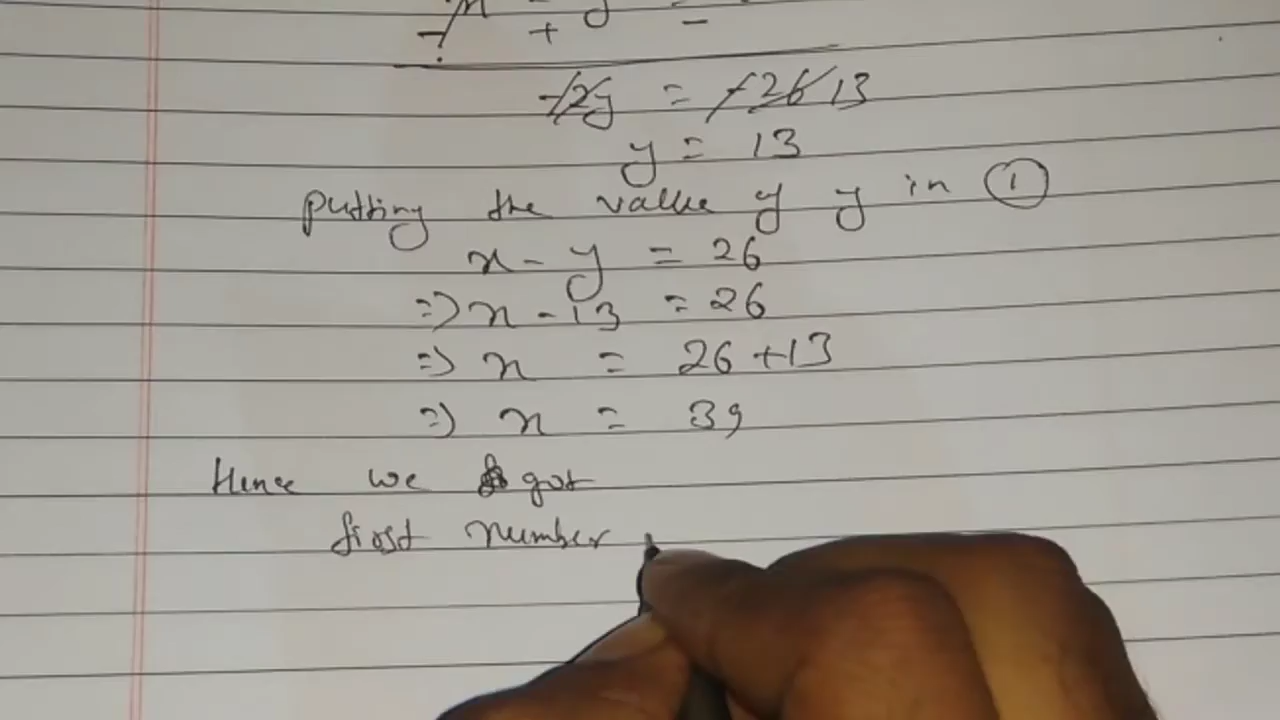 -x + y -
-2y = -26 13
y = 13
putting the value of y in ①
x - y = 26
=> x - 13 = 26
=> x = 26 + 13
=> x = 39
Hence we got
first number